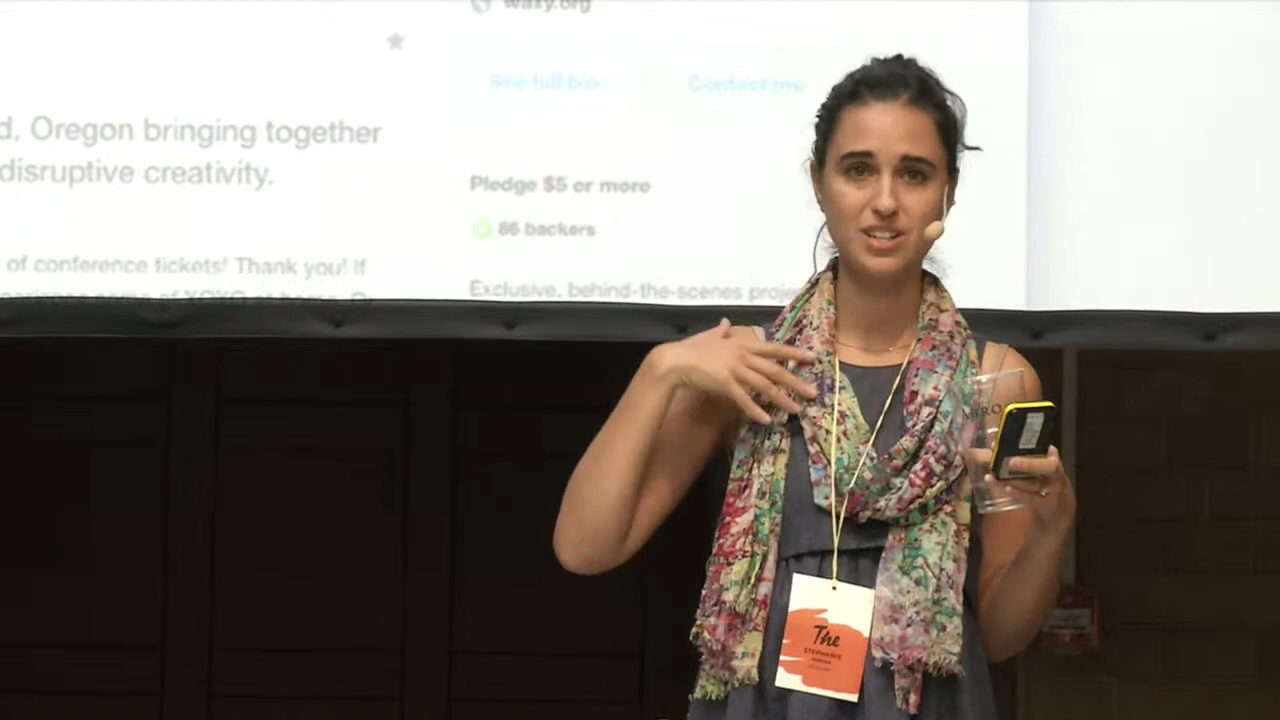 waxy.org
See full bio
Contact me
d, Oregon bringing together
disruptive creativity.
Pledge $5 or more
86 backers
t of conference tickets! Thank you! If
Exclusive, behind-the-scenes proje
The
STEPHANIE